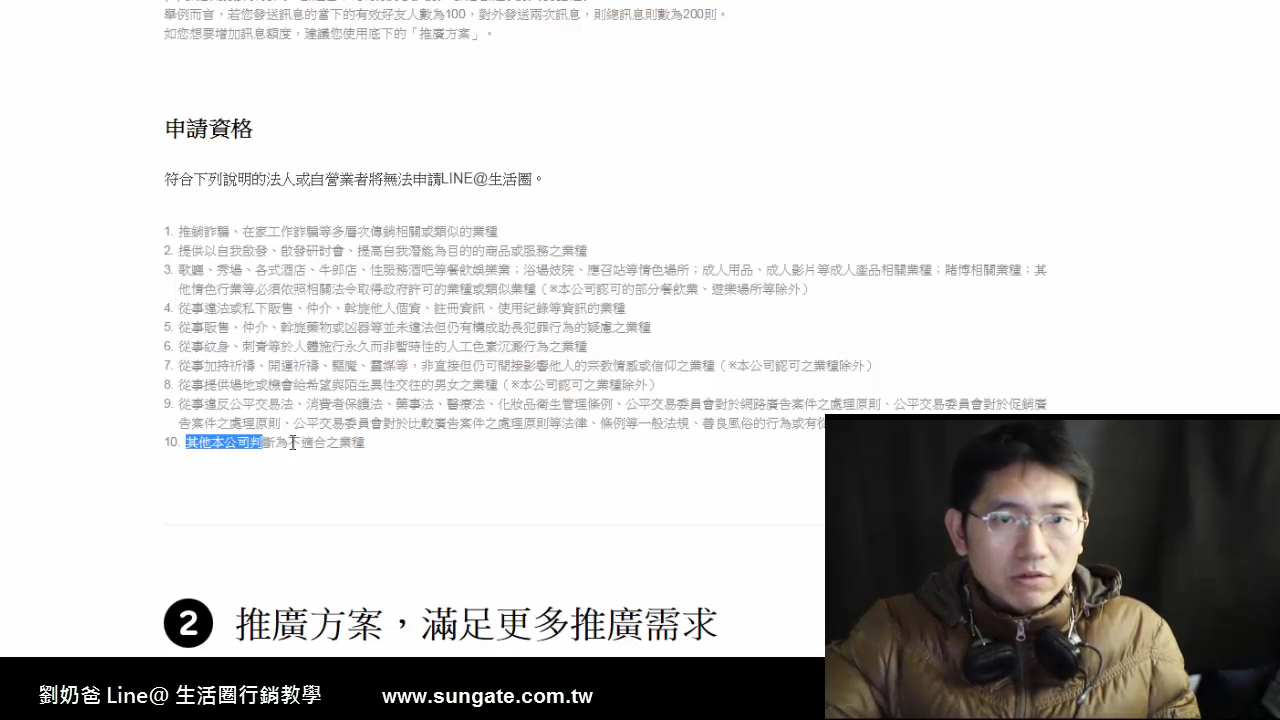 舉例而言，若您發送訊息的當下的有效好友人數為100，對外發送兩次訊息，則總訊息則數為200則。
如您想要增加訊息額度，建議您使用底下的「推廣方案」。
申請資格
符合下列說明的法人或自營業者將無法申請LINE@生活圈。
1. 推銷詐騙、在家工作詐騙等多層次傳銷相關或類似的業種
2. 提供以自我啟發、啟發研討會、提高自我潛能為目的的商品或服務之業種
3. 歌廳、秀場、各式酒店、牛郎店、性服務酒吧等餐飲娛樂業；浴場妓院、應召站等情色場所；成人用品、成人影片等成人產品相關業種；賭博相關業種；其
他情色行業等必須依照相關法令取得政府許可的業種或類似業種（※本公司認可的部分餐飲業、遊樂場所等除外）
4. 從事違法或私下販售、仲介、斡旋他人個資、註冊資訊、使用紀錄等資訊的業種
5. 從事販售、仲介、斡旋藥物或凶器等並未違法但仍有構成助長犯罪行為的疑慮之業種
6. 從事紋身、刺青等於人體施行永久而非暫時性的人工色素沉澱行為之業種
7. 從事加持祈禱、開運祈禱、驅魔、靈媒等，非直接但仍可間接影響他人的宗教情感或信仰之業種（※本公司認可之業種除外）
8. 從事提供場地或機會給希望與陌生異性交往的男女之業種（※本公司認可之業種除外）
9. 從事違反公平交易法、消費者保護法、藥事法、醫療法、化妝品衛生管理條例、公平交易委員會對於網路廣告案件之處理原則、公平交易委員會對於促銷廣
告案件之處理原則、公平交易委員會對於比較廣告案件之處理原則等法律、條例等一般法規、善良風俗的行為或有從
10. 其他本公司判斷為不適合之業種
2 推廣方案，滿足更多推廣需求
劉奶爸 Line@ 生活圈行銷教學 www.sungate.com.tw